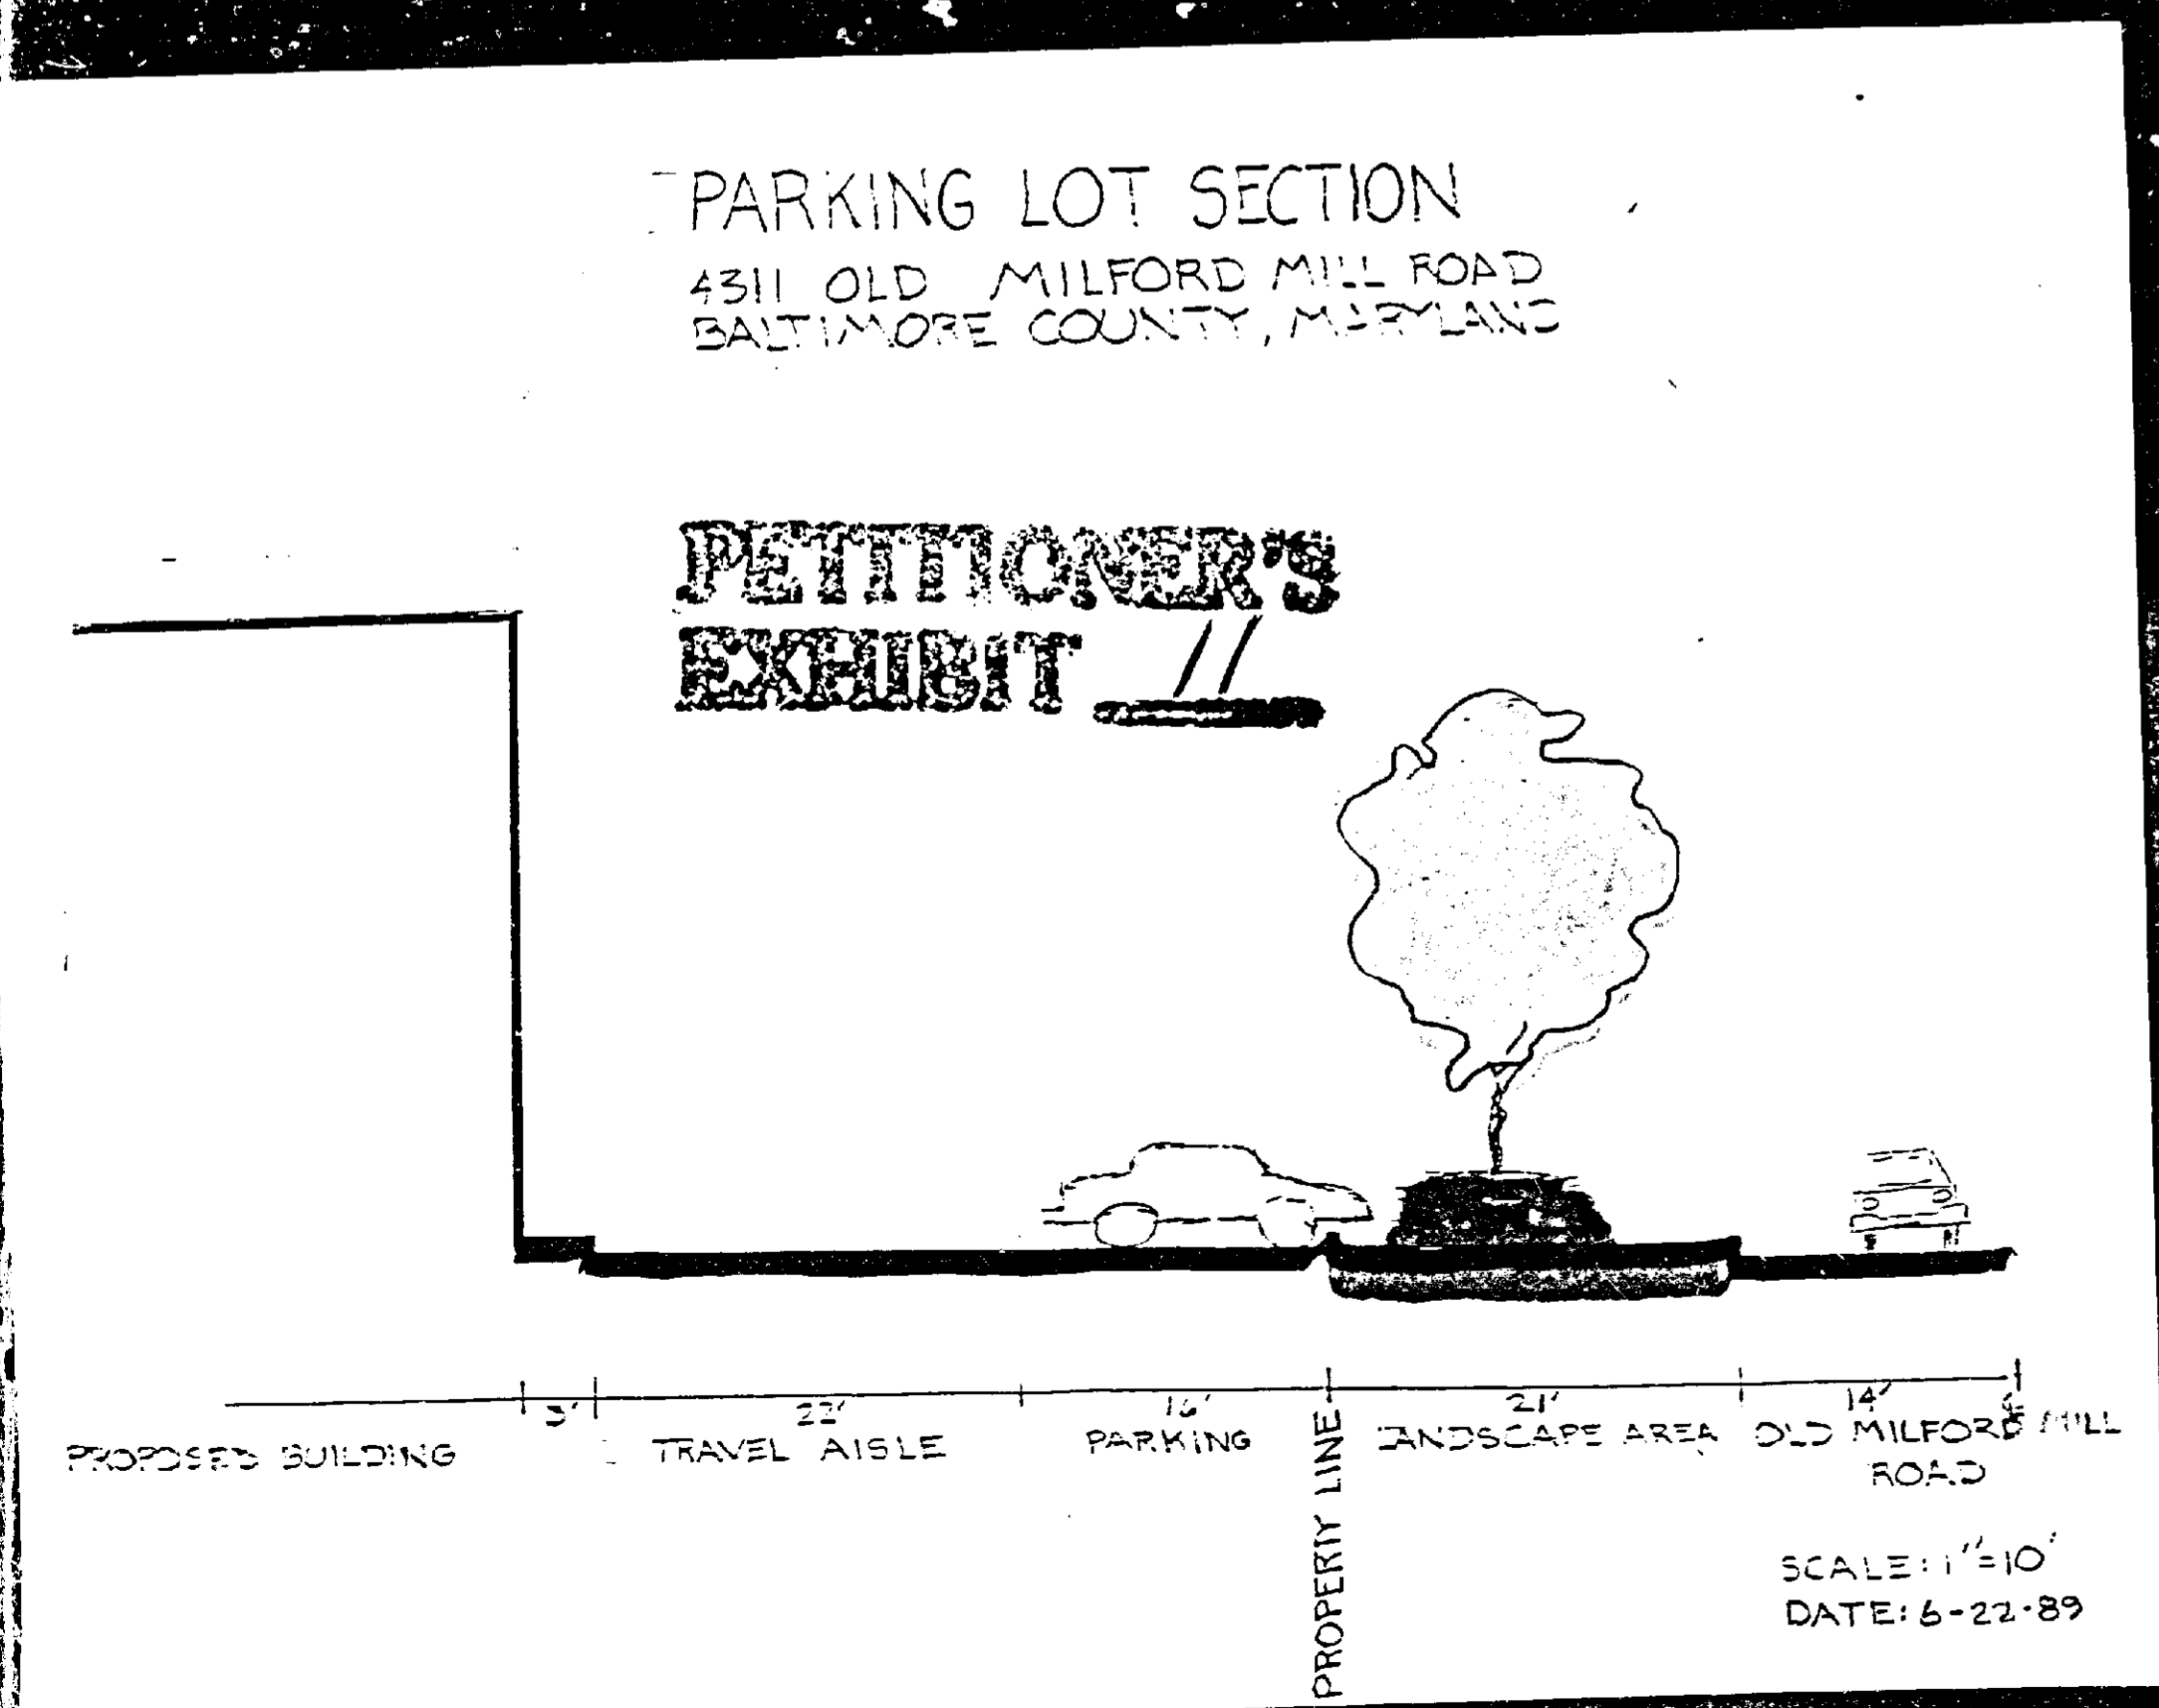 PARKING LOT SECTION
4311 OLD MILFORD MILL ROAD
BALTIMORE COUNTY, MARYLAND
PETITIONER'S
EXHIBIT 11
3' 22' 16' 21' 14'
PROPOSED BUILDING TRAVEL AISLE PARKING PROPERTY LINE LANDSCAPE AREA OLD MILFORD MILL
ROAD
SCALE: 1"=10'
DATE: 6-22-89